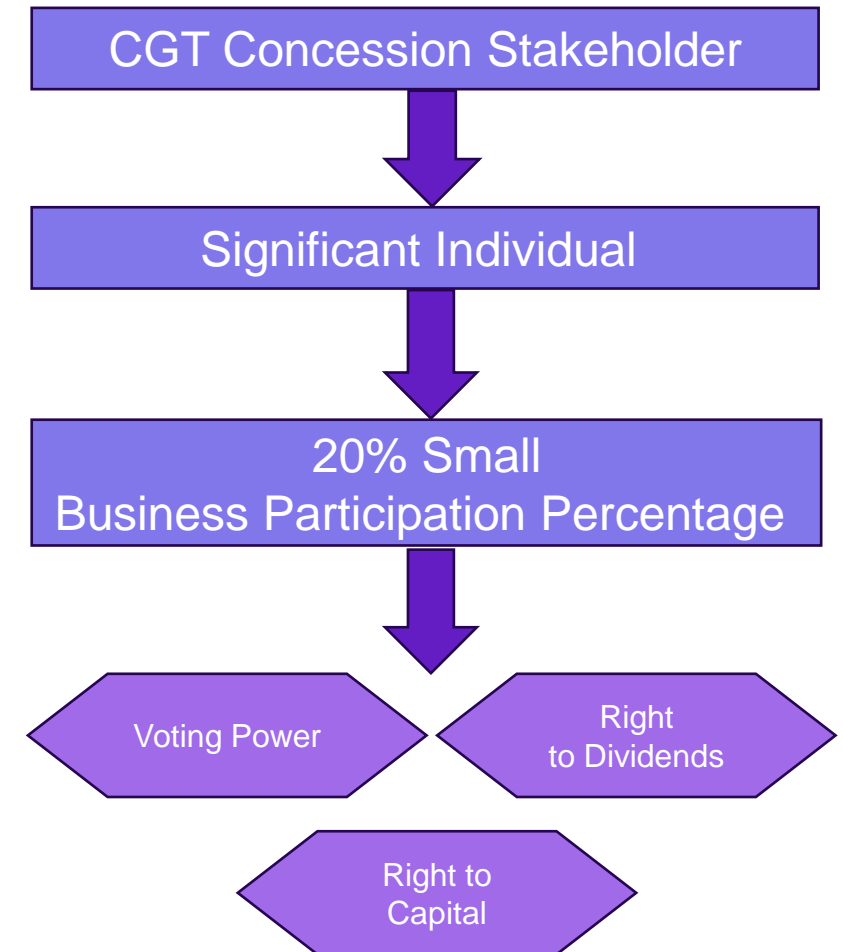 CGT Concession Stakeholder
Significant Individual
20% Small
Business Participation Percentage
Voting Power
Right
to Dividends
Right to
Capital